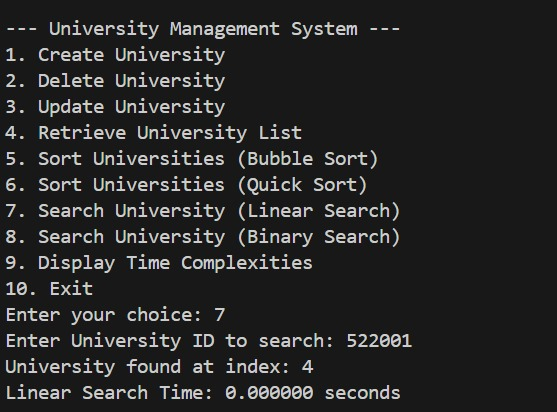 --- University Management System ---
1. Create University
2. Delete University
3. Update University
4. Retrieve University List
5. Sort Universities (Bubble Sort)
6. Sort Universities (Quick Sort)
7. Search University (Linear Search)
8. Search University (Binary Search)
9. Display Time Complexities
10. Exit
Enter your choice: 7
Enter University ID to search: 522001
University found at index: 4
Linear Search Time: 0.000000 seconds